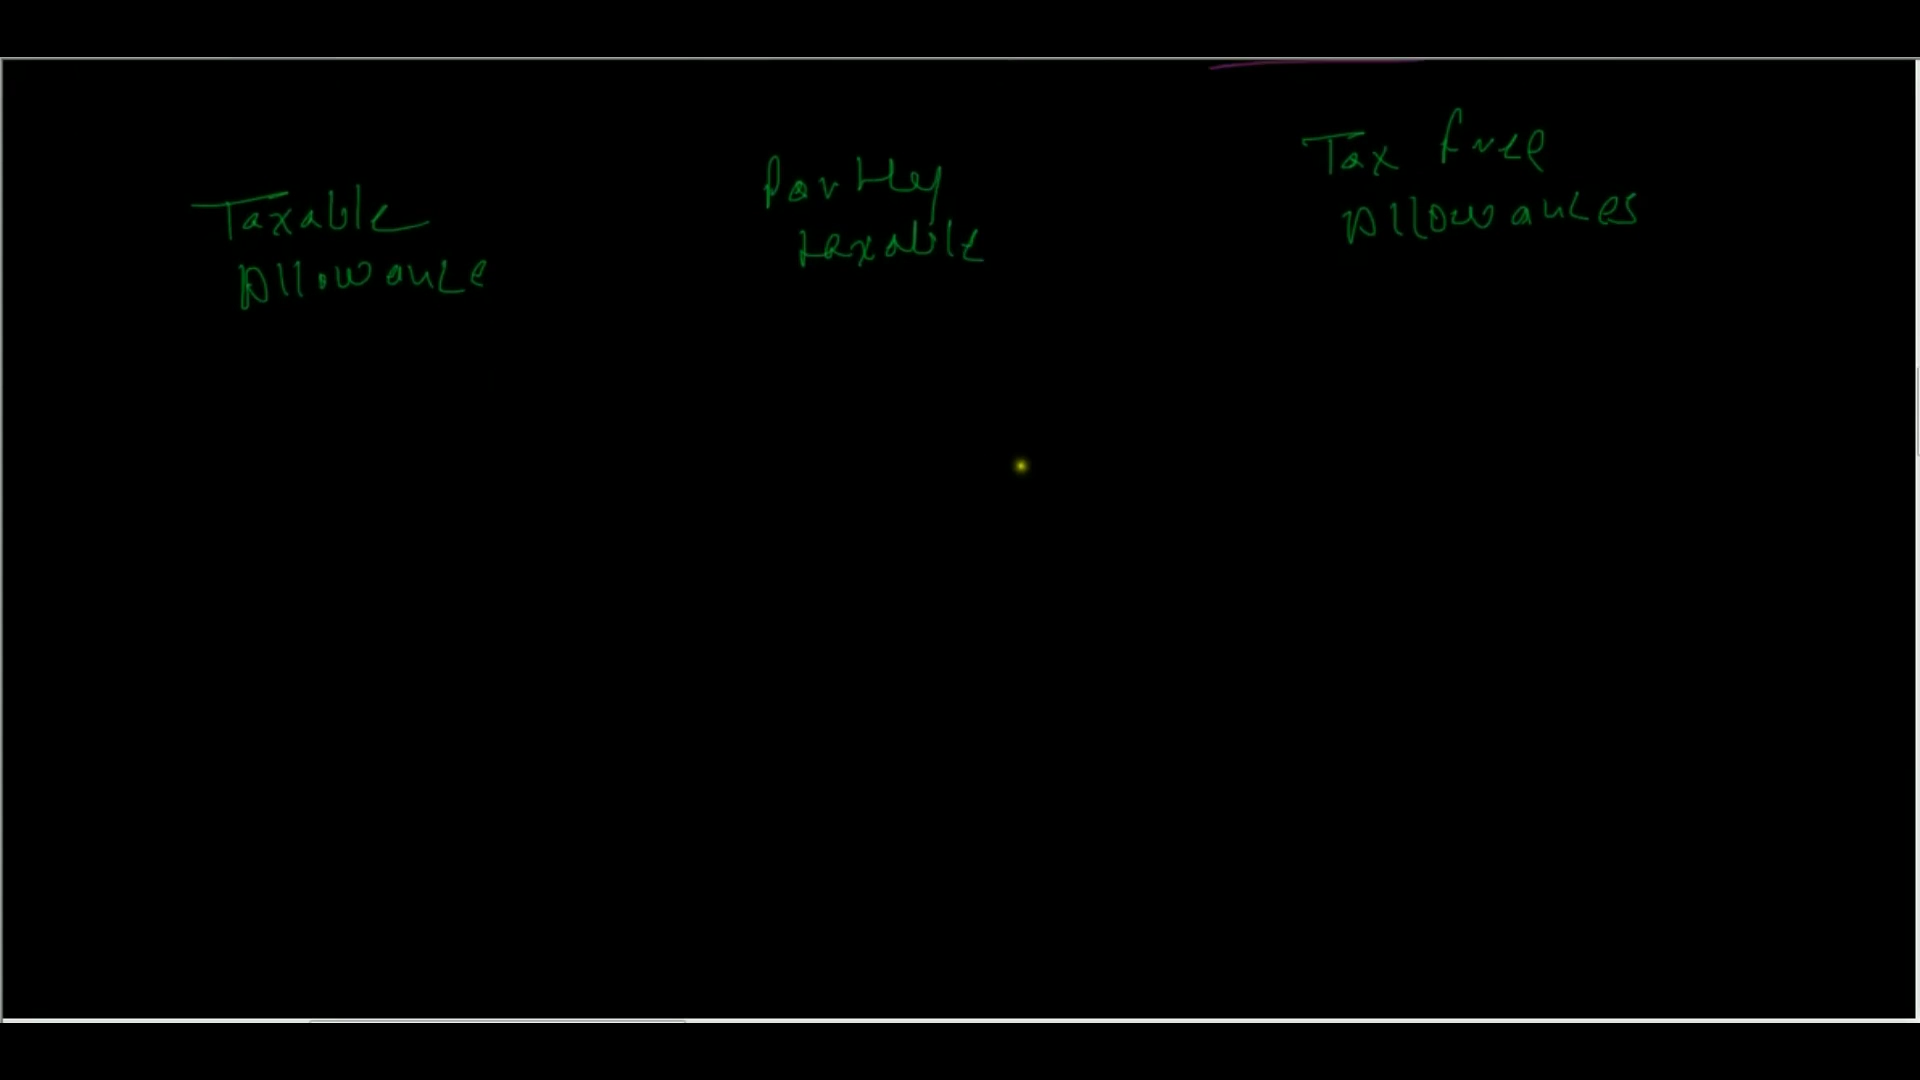 Taxable
Allowance
Partly
taxable
Tax free
Allowances